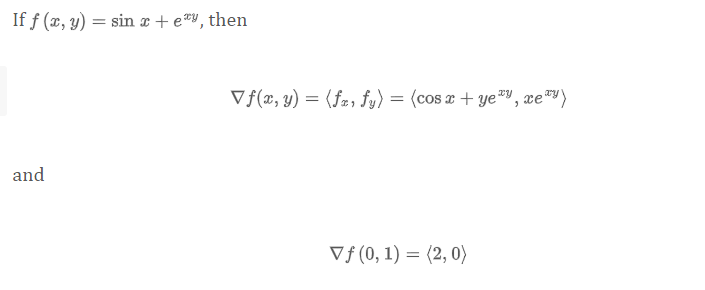 If f (x, y) = sin x + e^{xy}, then
∇f(x, y) = ⟨f_x, f_y⟩ = ⟨cos x + ye^{xy}, xe^{xy}⟩
and
∇f (0, 1) = ⟨2, 0⟩